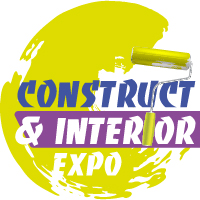 CONSTRUCT
& INTERIOR
EXPO